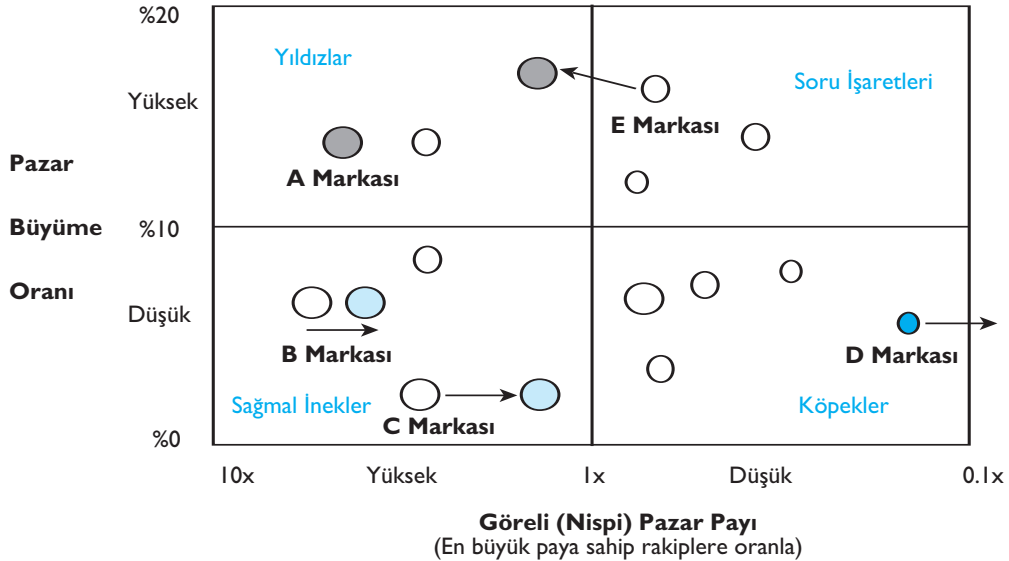 %20
Yıldızlar
Soru İşaretleri
Yüksek
E Markası
Pazar
A Markası
Büyüme
%10
Oranı
Düşük
B Markası
D Markası
Sağmal İnekler
Köpekler
C Markası
%0
10x
Yüksek
1x
Düşük
0.1x
Göreli (Nispi) Pazar Payı
(En büyük paya sahip rakiplere oranla)